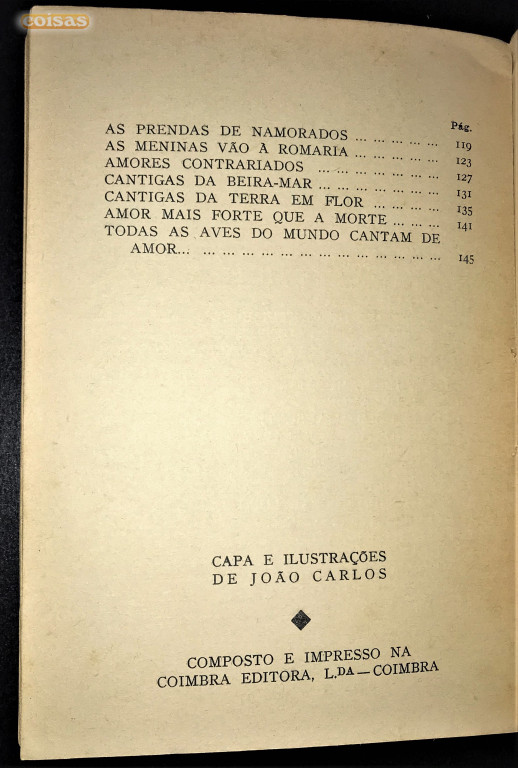 coisas
Pág.
AS PRENDAS DE NAMORADOS ... ... ... ... ... 119
AS MENINAS VÃO À ROMARIA ... ... ... ... ... 123
AMORES CONTRARIADOS ... ... ... ... ... ... ... 127
CANTIGAS DA BEIRA-MAR ... ... ... ... ... ... ... 131
CANTIGAS DA TERRA EM FLOR ... ... ... ... 135
AMOR MAIS FORTE QUE A MORTE ... ... ... 141
TODAS AS AVES DO MUNDO CANTAM DE
AMOR... ... ... ... ... ... ... ... ... ... ... ... ... ... 145
CAPA E ILUSTRAÇÕES
DE JOÃO CARLOS
COMPOSTO E IMPRESSO NA
COIMBRA EDITORA, L.DA — COIMBRA